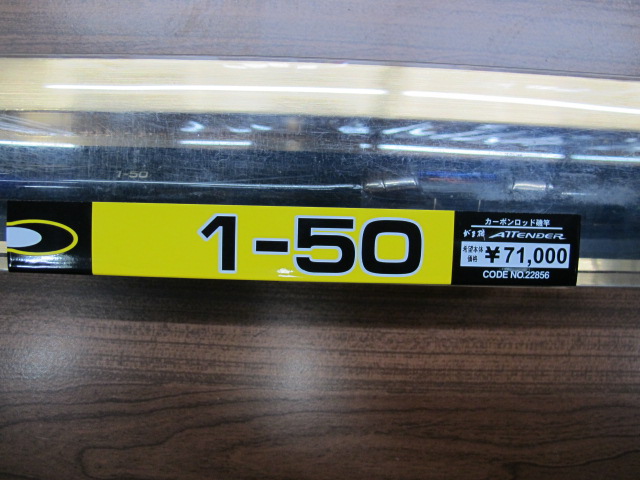 1-50
1-50
カーボンロッド磯竿
がま磯 ATTENDER
希望本体
価格 ¥71,000
CODE NO.22856